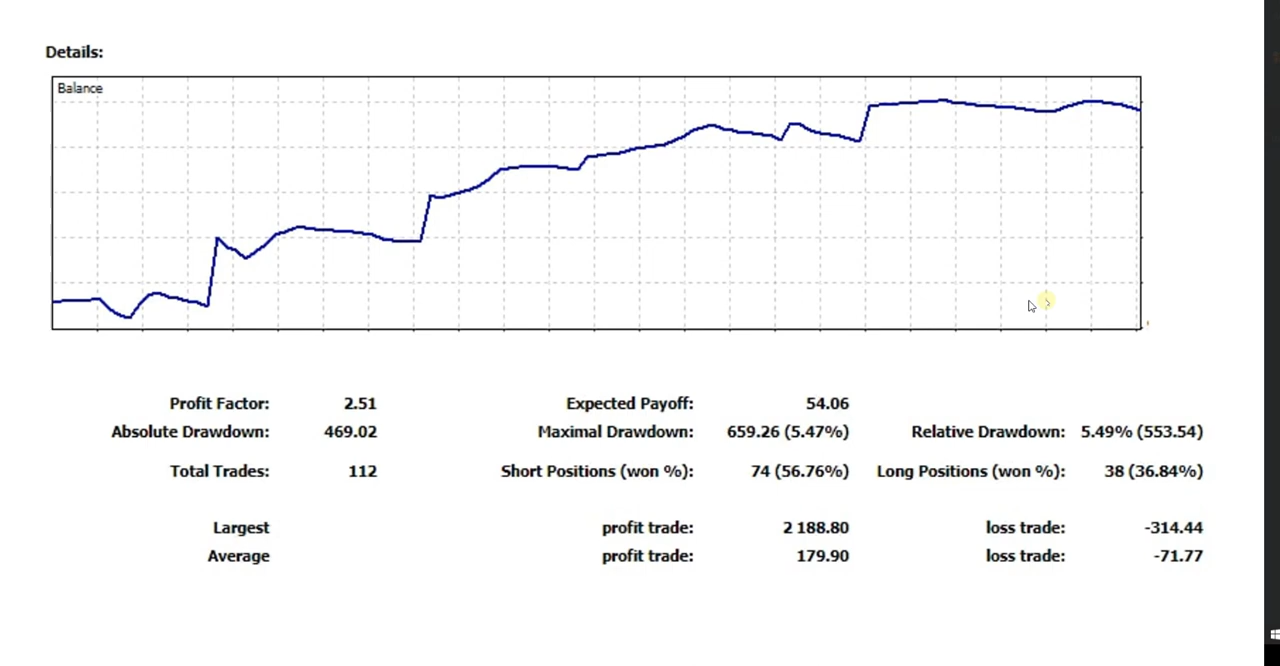 Details:
Balance
Profit Factor: 2.51 Expected Payoff: 54.06
Absolute Drawdown: 469.02 Maximal Drawdown: 659.26 (5.47%) Relative Drawdown: 5.49% (553.54)
Total Trades: 112 Short Positions (won %): 74 (56.76%) Long Positions (won %): 38 (36.84%)
Largest profit trade: 2 188.80 loss trade: -314.44
Average profit trade: 179.90 loss trade: -71.77